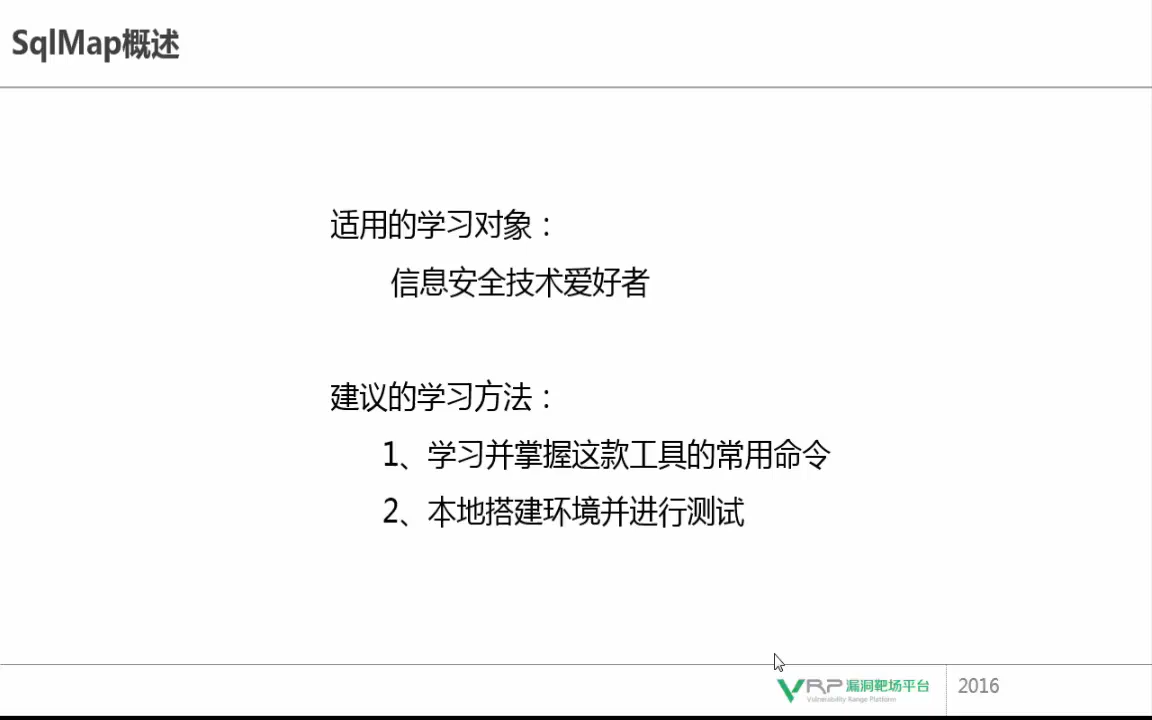 SqlMap概述
适用的学习对象：
信息安全技术爱好者
建议的学习方法：
1、学习并掌握这款工具的常用命令
2、本地搭建环境并进行测试
VRP 漏洞靶场平台 2016
Vulnerability Range Platform